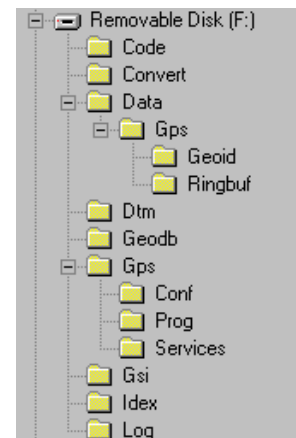 Removable Disk (F:)
Code
Convert
Data
Gps
Geoid
Ringbuf
Dtm
Geodb
Gps
Conf
Prog
Services
Gsi
Idex
Log